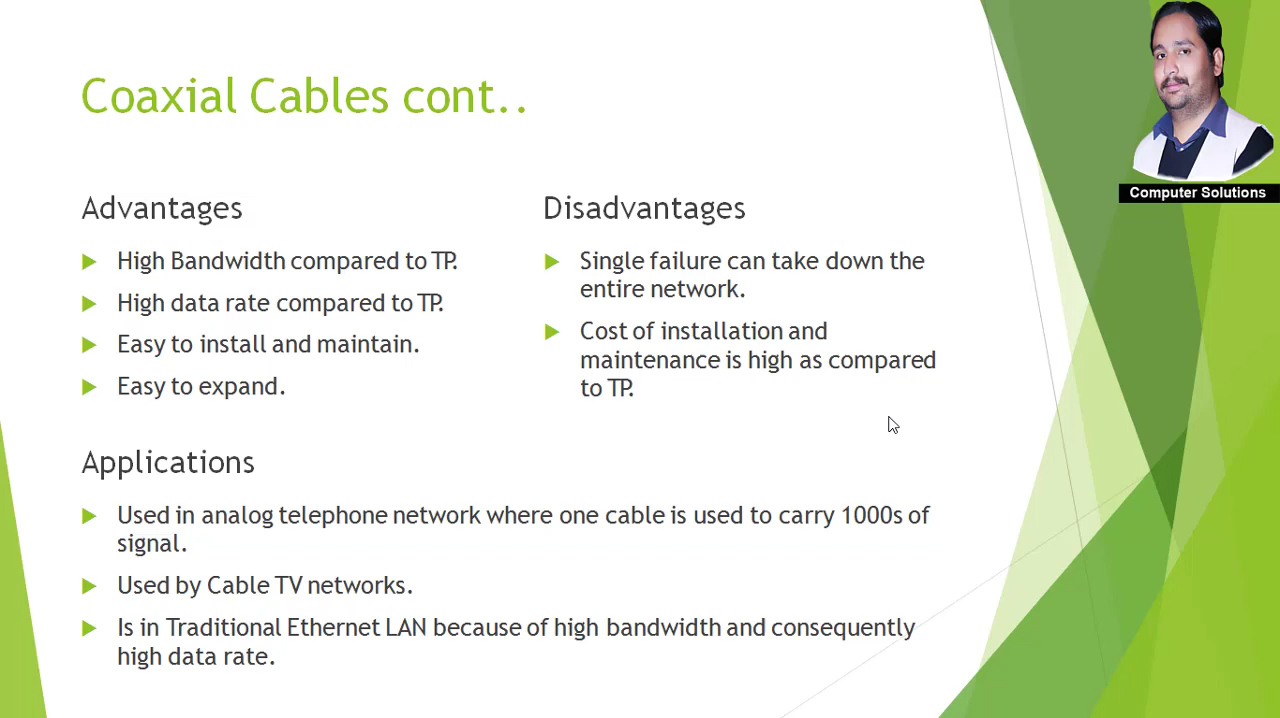 Coaxial Cables cont..
Computer Solutions
Advantages
High Bandwidth compared to TP.
High data rate compared to TP.
Easy to install and maintain.
Easy to expand.
Disadvantages
Single failure can take down the
entire network.
Cost of installation and
maintenance is high as compared
to TP.
Applications
Used in analog telephone network where one cable is used to carry 1000s of
signal.
Used by Cable TV networks.
Is in Traditional Ethernet LAN because of high bandwidth and consequently
high data rate.